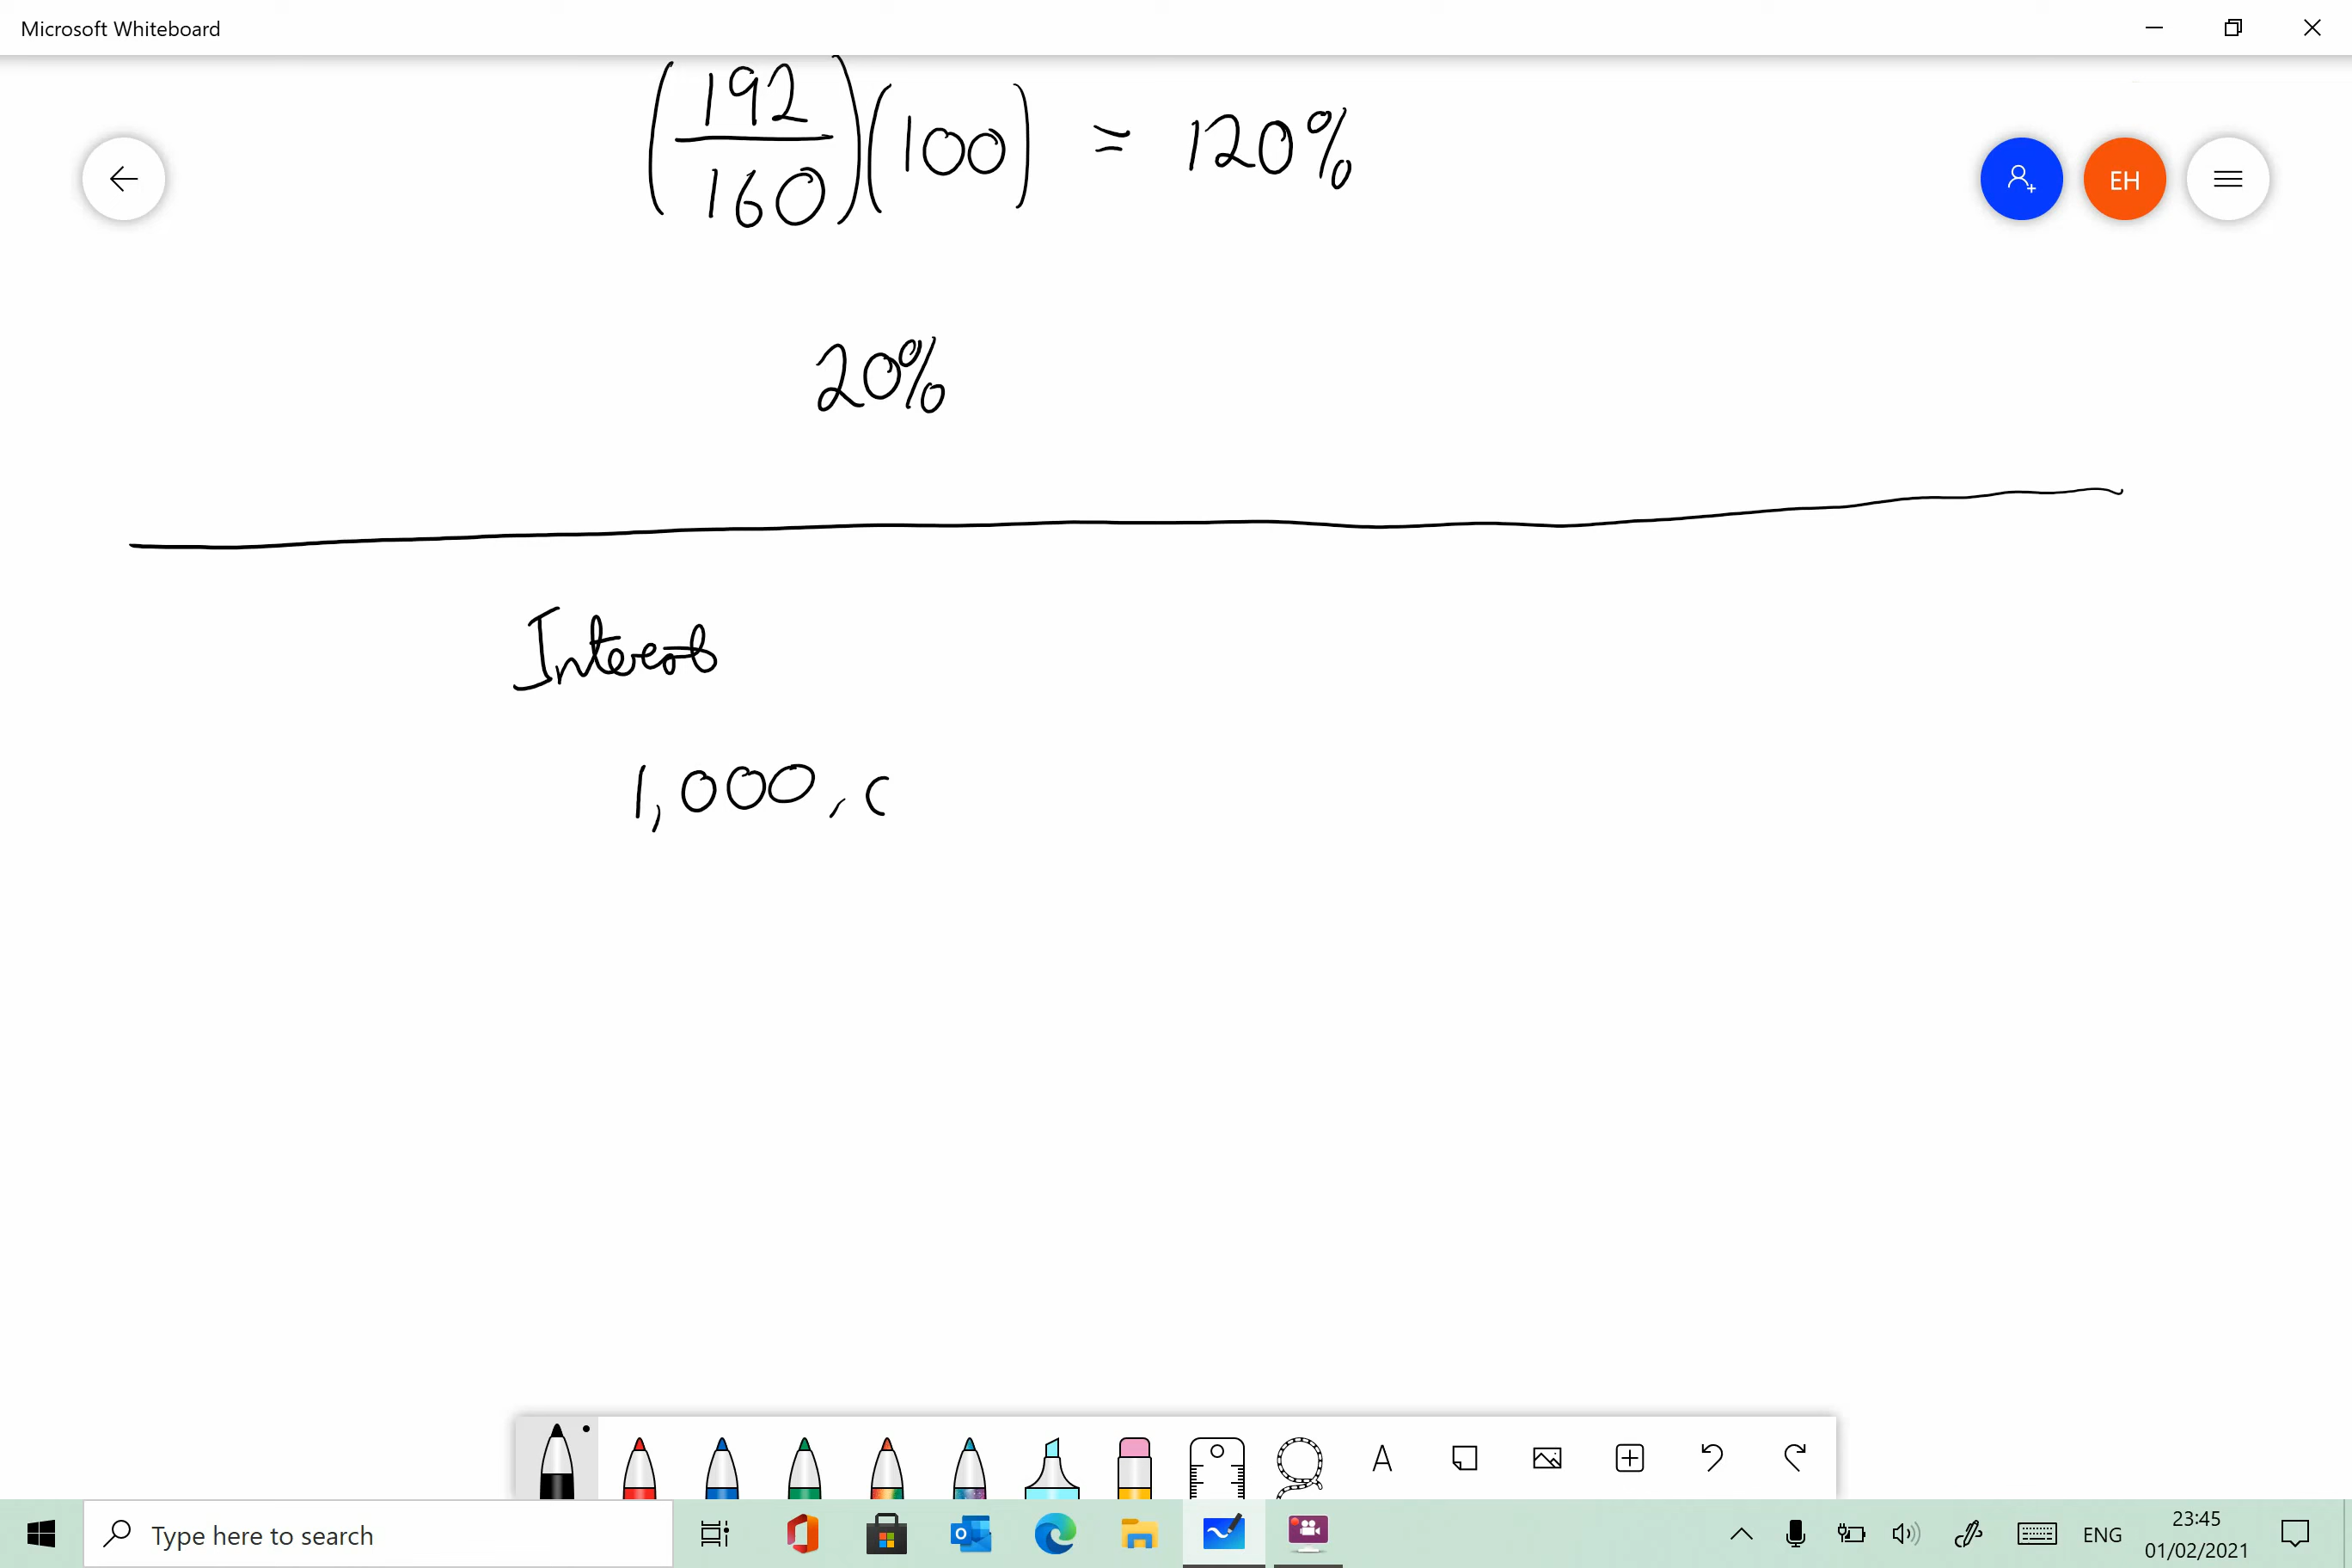 Microsoft Whiteboard
(192/160)(100) = 120%
EH
20%
Interest
1,000,
A
Type here to search
ENG
23:45
01/02/2021